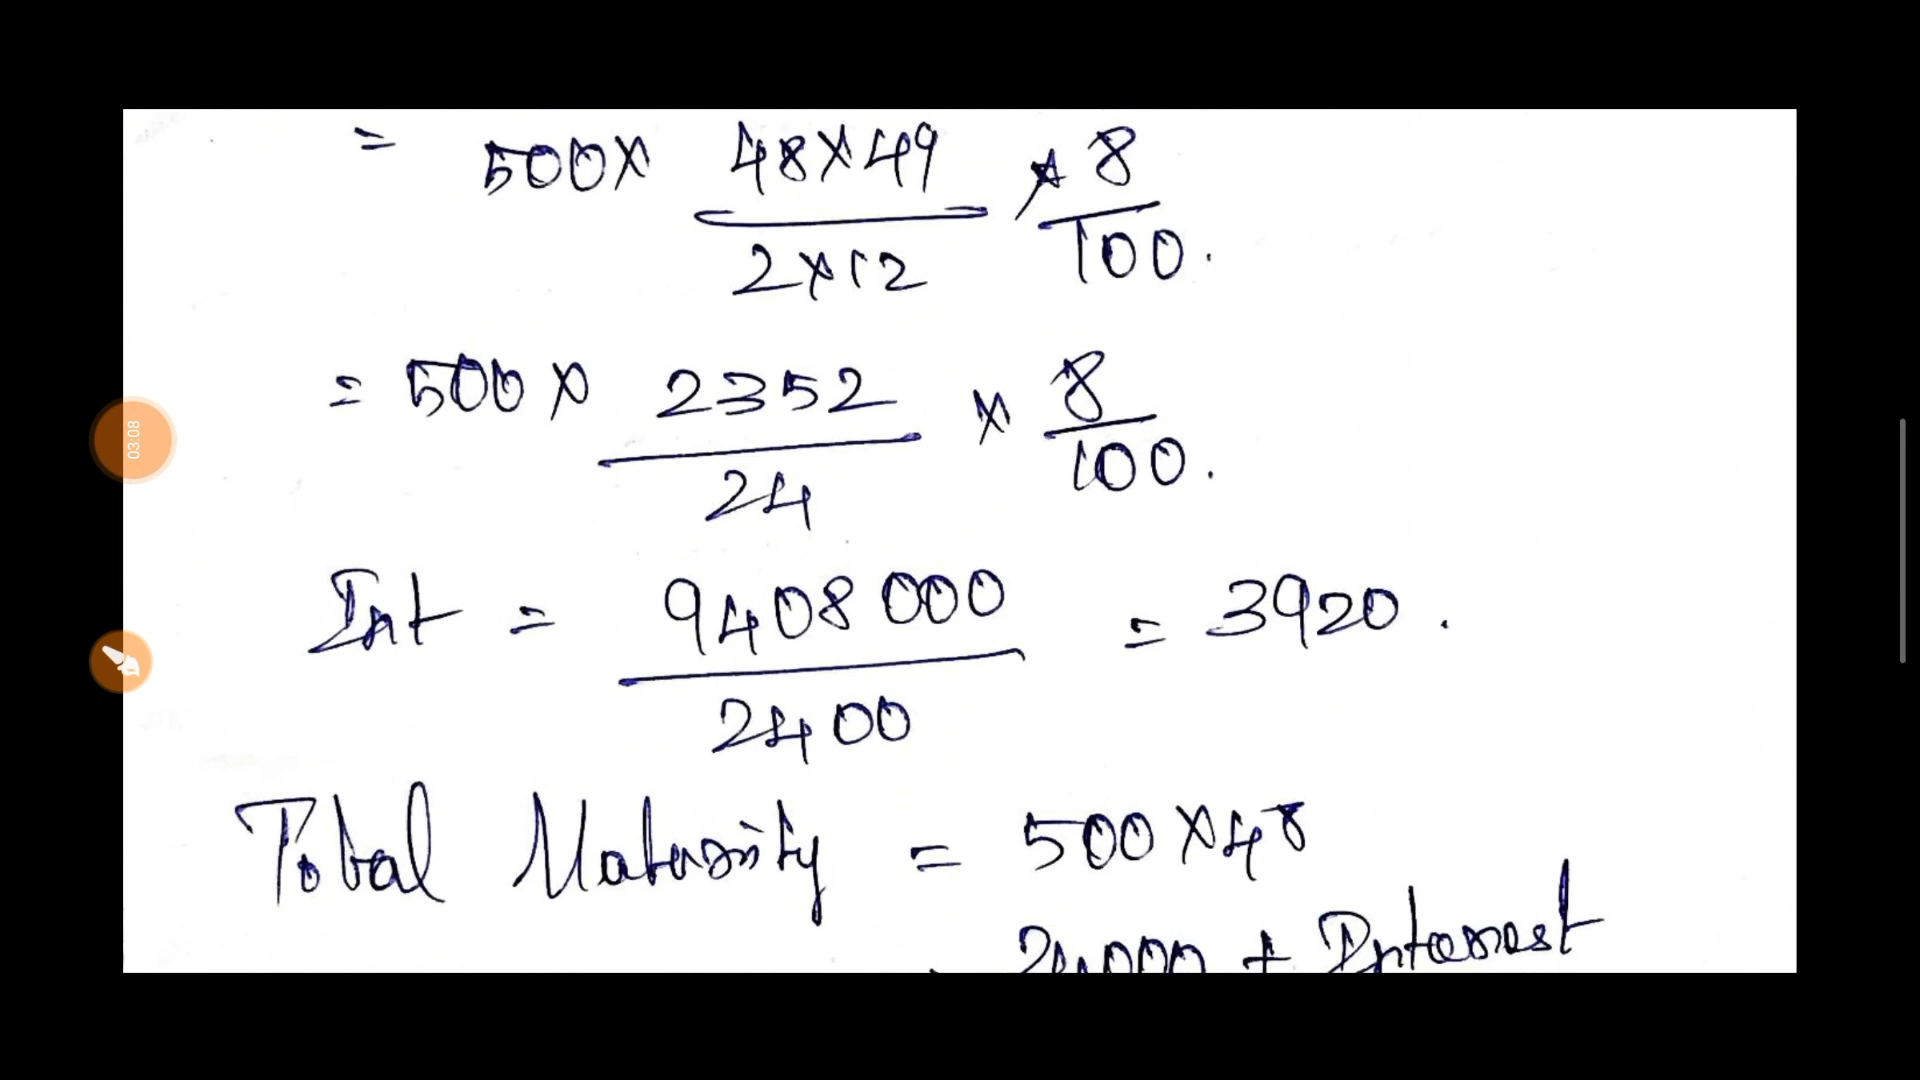 = 500× 48×49 / 2×12 × 8 / 100.
= 500× 2352 / 24 × 8 / 100.
Int = 9408000 / 2400 = 3920.
Total Maturity = 500×48
24000 + Interest
03:08